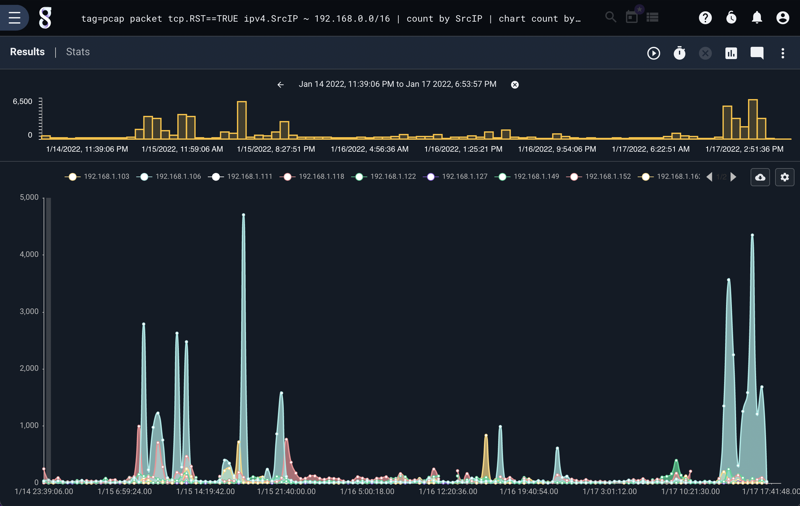 tag=pcap packet tcp.RST==TRUE ipv4.SrcIP ~ 192.168.0.0/16 | count by SrcIP | chart count by…
Results | Stats
Jan 14 2022, 11:39:06 PM to Jan 17 2022, 6:53:57 PM
6,500
0
1/14/2022, 11:39:06 PM 1/15/2022, 11:59:06 AM 1/15/2022, 8:27:51 PM 1/16/2022, 4:56:36 AM 1/16/2022, 1:25:21 PM 1/16/2022, 9:54:06 PM 1/17/2022, 6:22:51 AM 1/17/2022, 2:51:36 PM
192.168.1.103 192.168.1.106 192.168.1.111 192.168.1.118 192.168.1.122 192.168.1.127 192.168.1.149 192.168.1.152 192.168.1.16
5,000
4,000
3,000
2,000
1,000
0
1/14 23:39:06.00 1/15 6:59:24.00 1/15 14:19:42.00 1/15 21:40:00.00 1/16 5:00:18.00 1/16 12:20:36.00 1/16 19:40:54.00 1/17 3:01:12.00 1/17 10:21:30.00 1/17 17:41:48.00